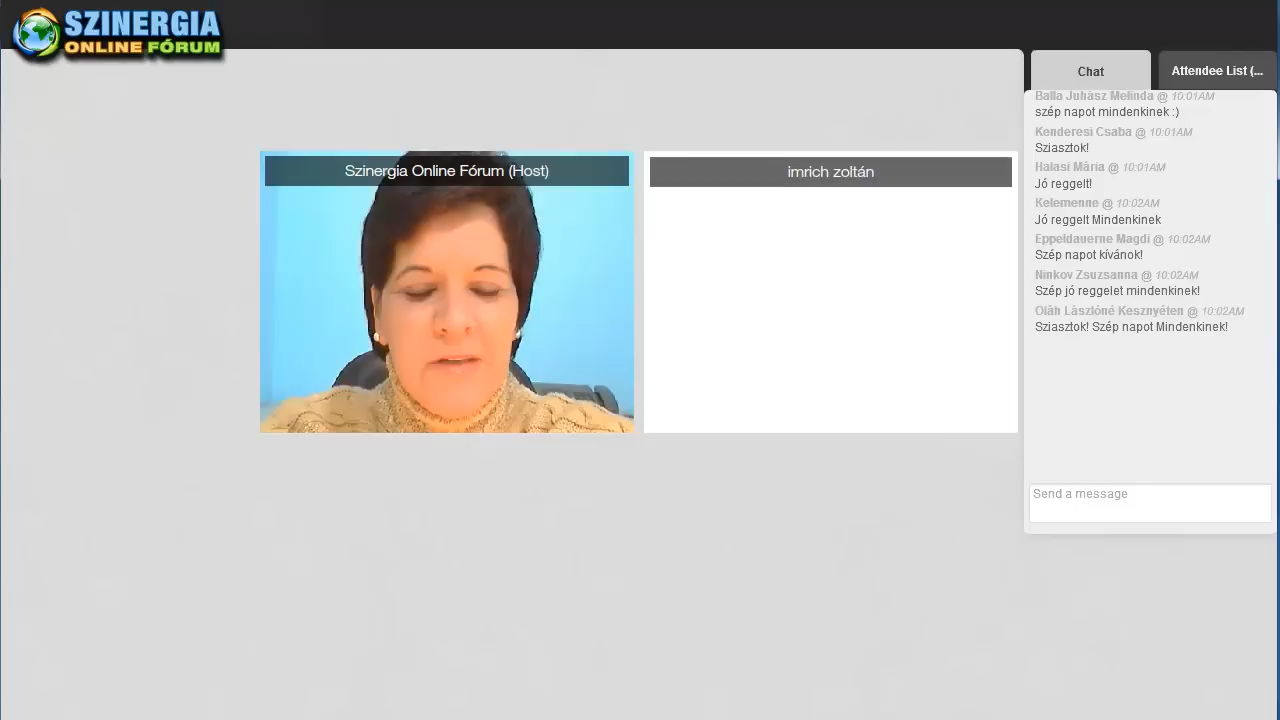 SZINERGIA
ONLINE FÓRUM
Szinergia Online Fórum (Host)
imrich zoltán
Chat
Attendee List (...
Balla Juhász Melinda @ 10:01AM
szép napot mindenkinek :)
Kenderesi Csaba @ 10:01AM
Sziasztok!
Halasi Mária @ 10:01AM
Jó reggelt!
Kelemenne @ 10:02AM
Jó reggelt Mindenkinek
Eppeldauerne Magdi @ 10:02AM
Szép napot kívánok!
Ninkov Zsuzsanna @ 10:02AM
Szép jó reggelet mindenkinek!
Oláh Lászlóné Kesznyéten @ 10:02AM
Sziasztok! Szép napot Mindenkinek!
Send a message